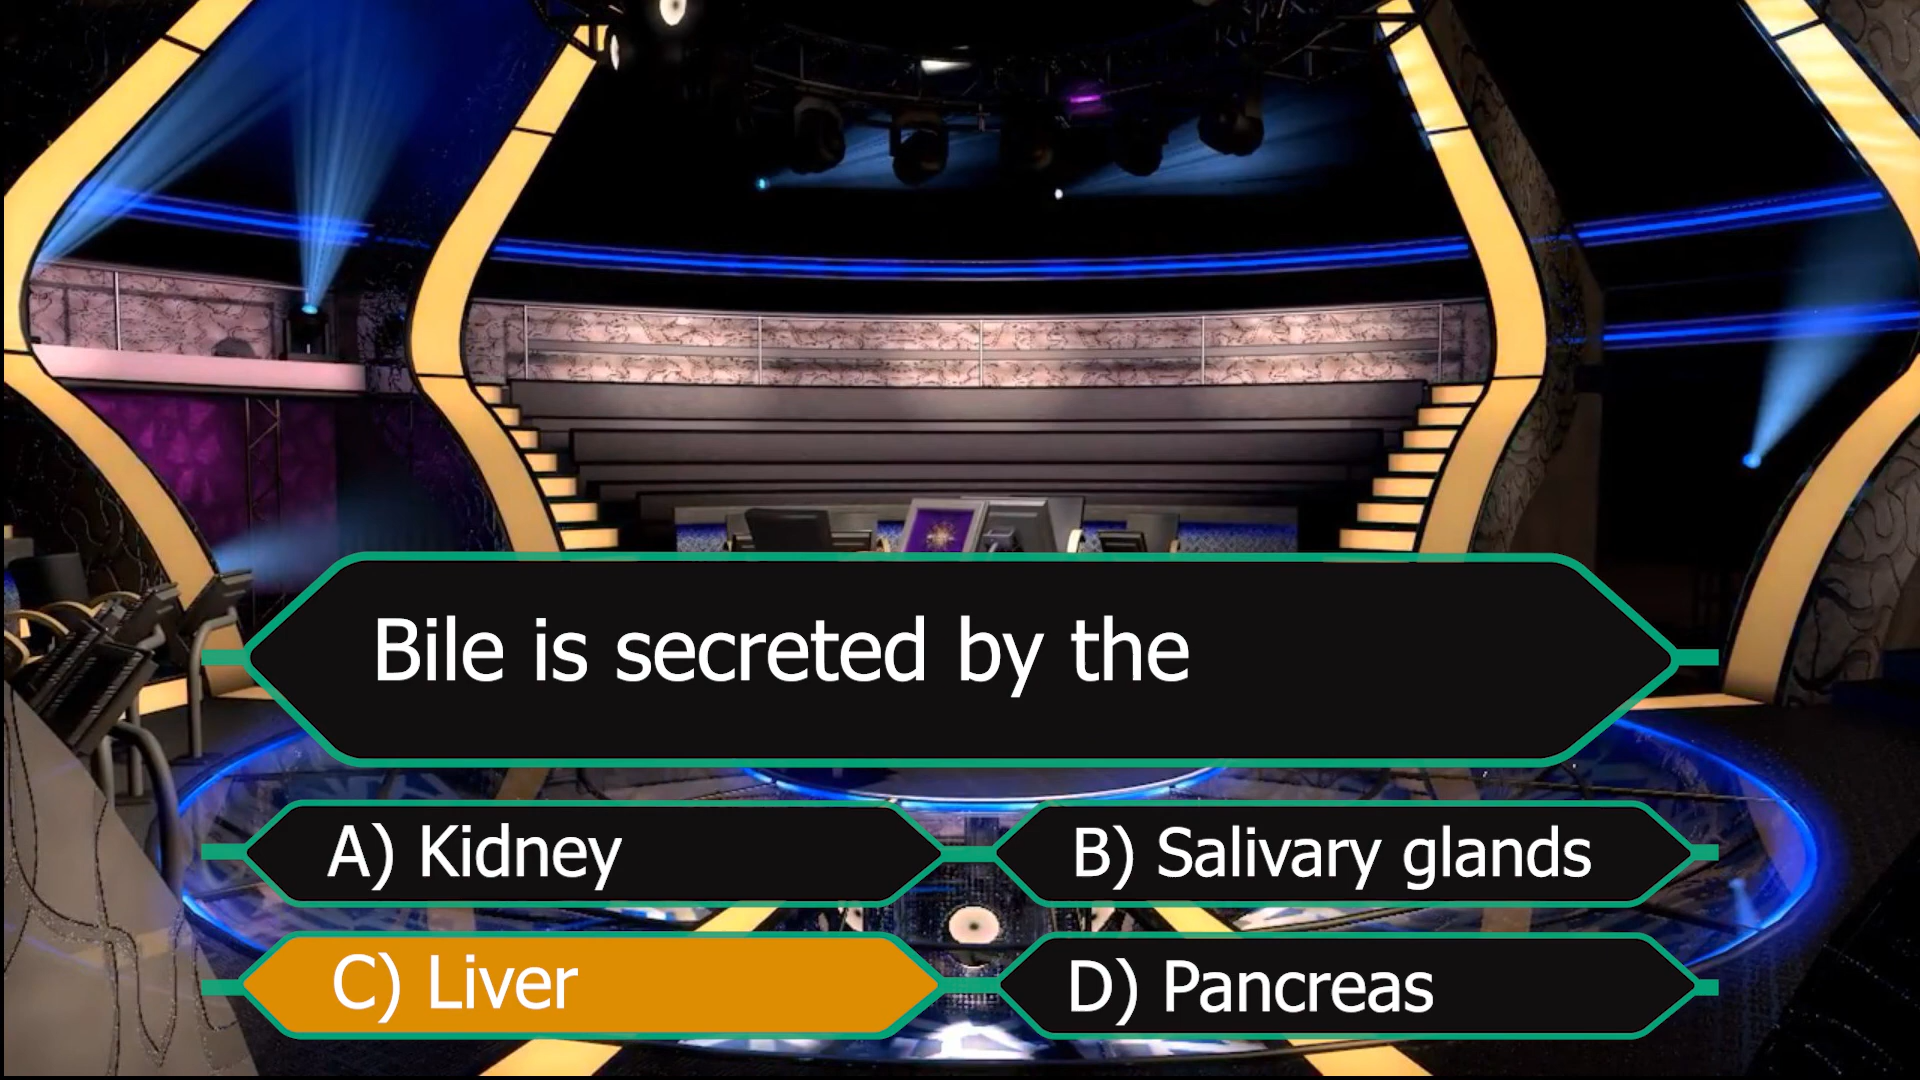 Bile is secreted by the
A) Kidney
B) Salivary glands
C) Liver
D) Pancreas